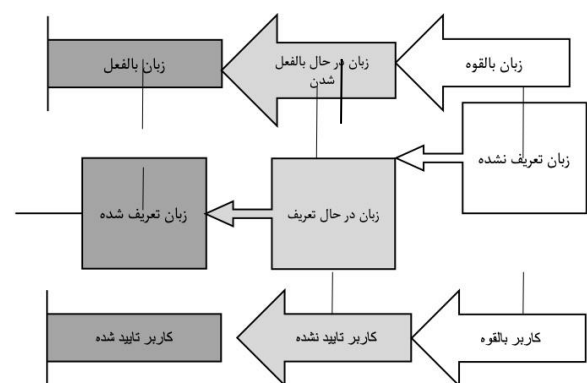 زبان بالقوه
زبان در حال بالفعل
شدن
زبان بالفعل
زبان تعریف نشده
زبان در حال تعریف
زبان تعریف شده
کاربر بالقوه
کاربر تایید نشده
کاربر تایید شده